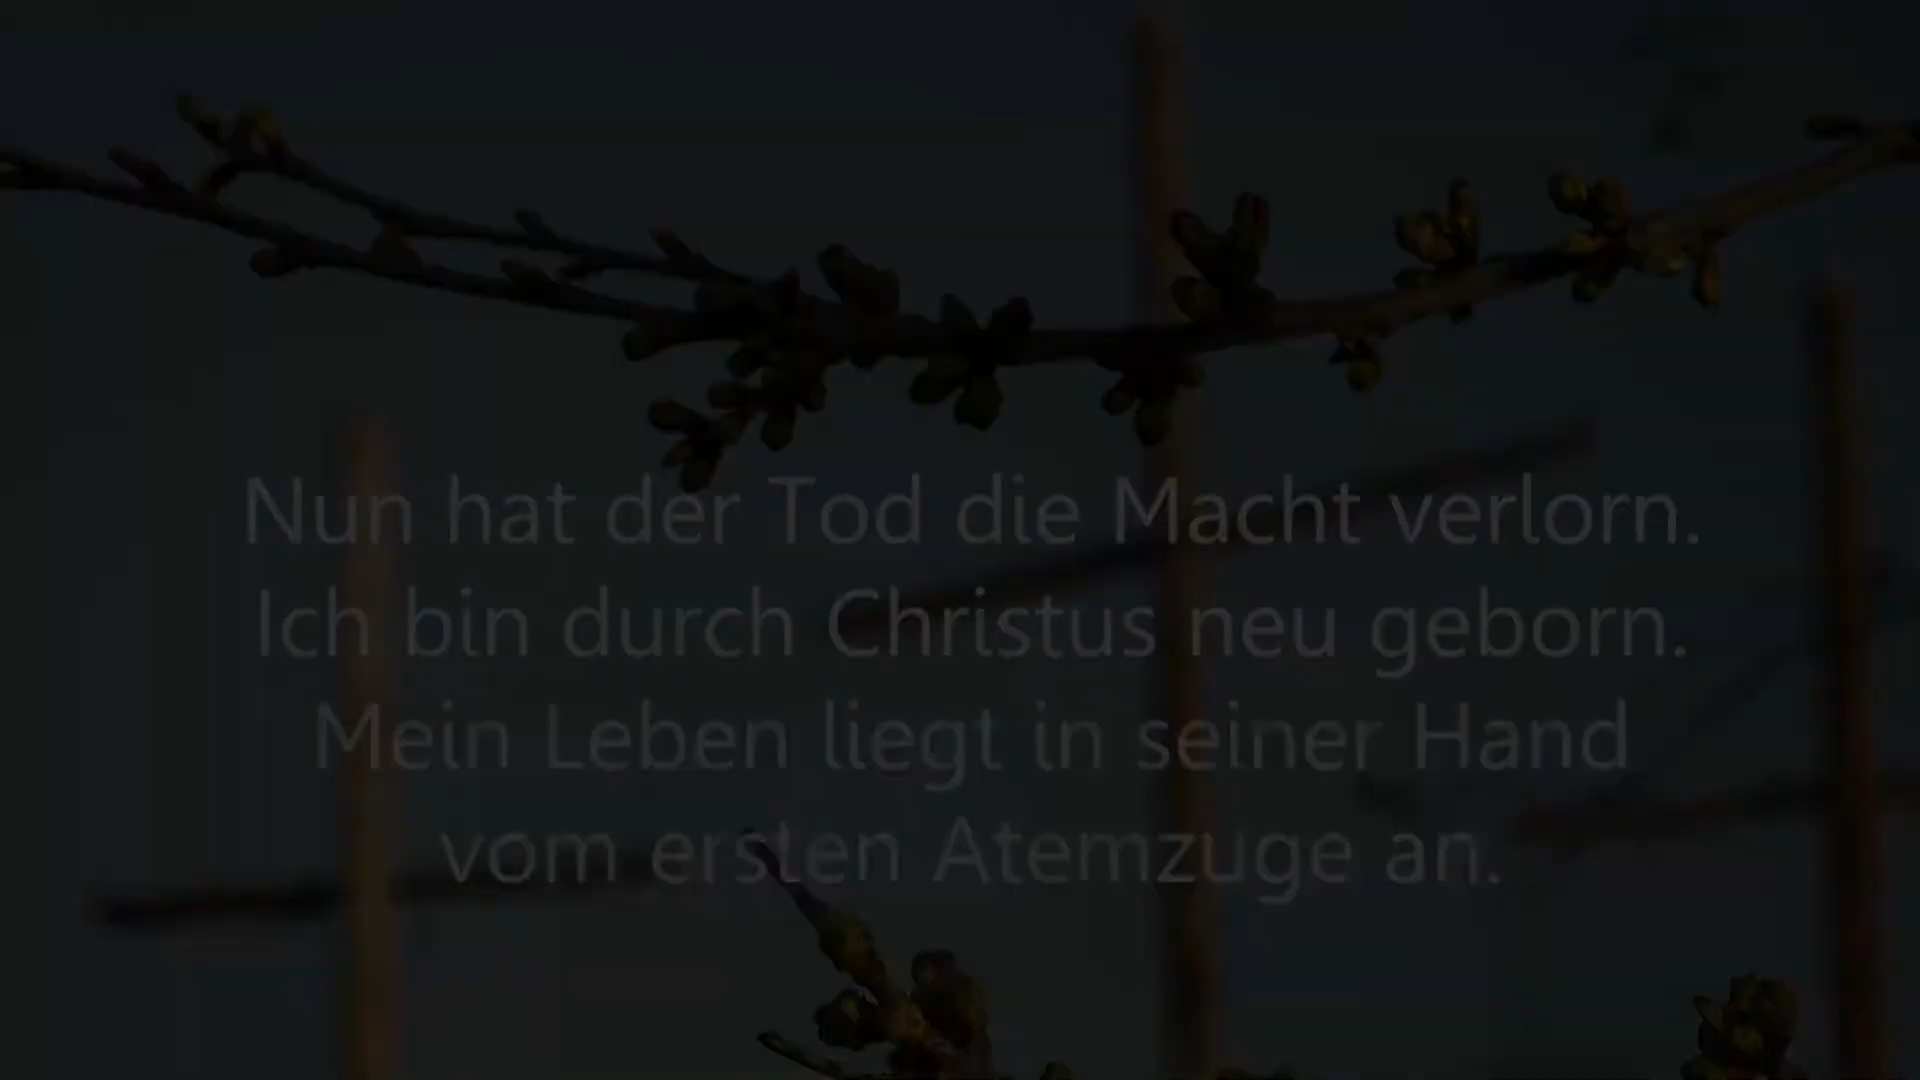 Nun hat der Tod die Macht verlorn.
Ich bin durch Christus neu geborn.
Mein Leben liegt in seiner Hand
vom ersten Atemzuge an.